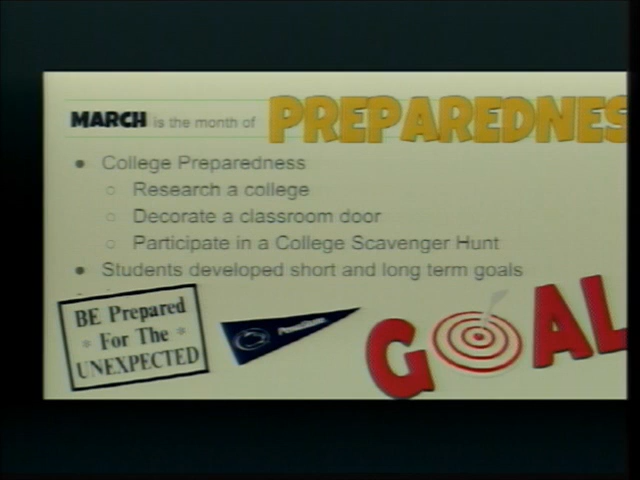 MARCH is the month of PREPAREDNES
College Preparedness
Research a college
Decorate a classroom door
Participate in a College Scavenger Hunt
Students developed short and long term goals
BE Prepared
* For The *
UNEXPECTED
PennState
GOAL